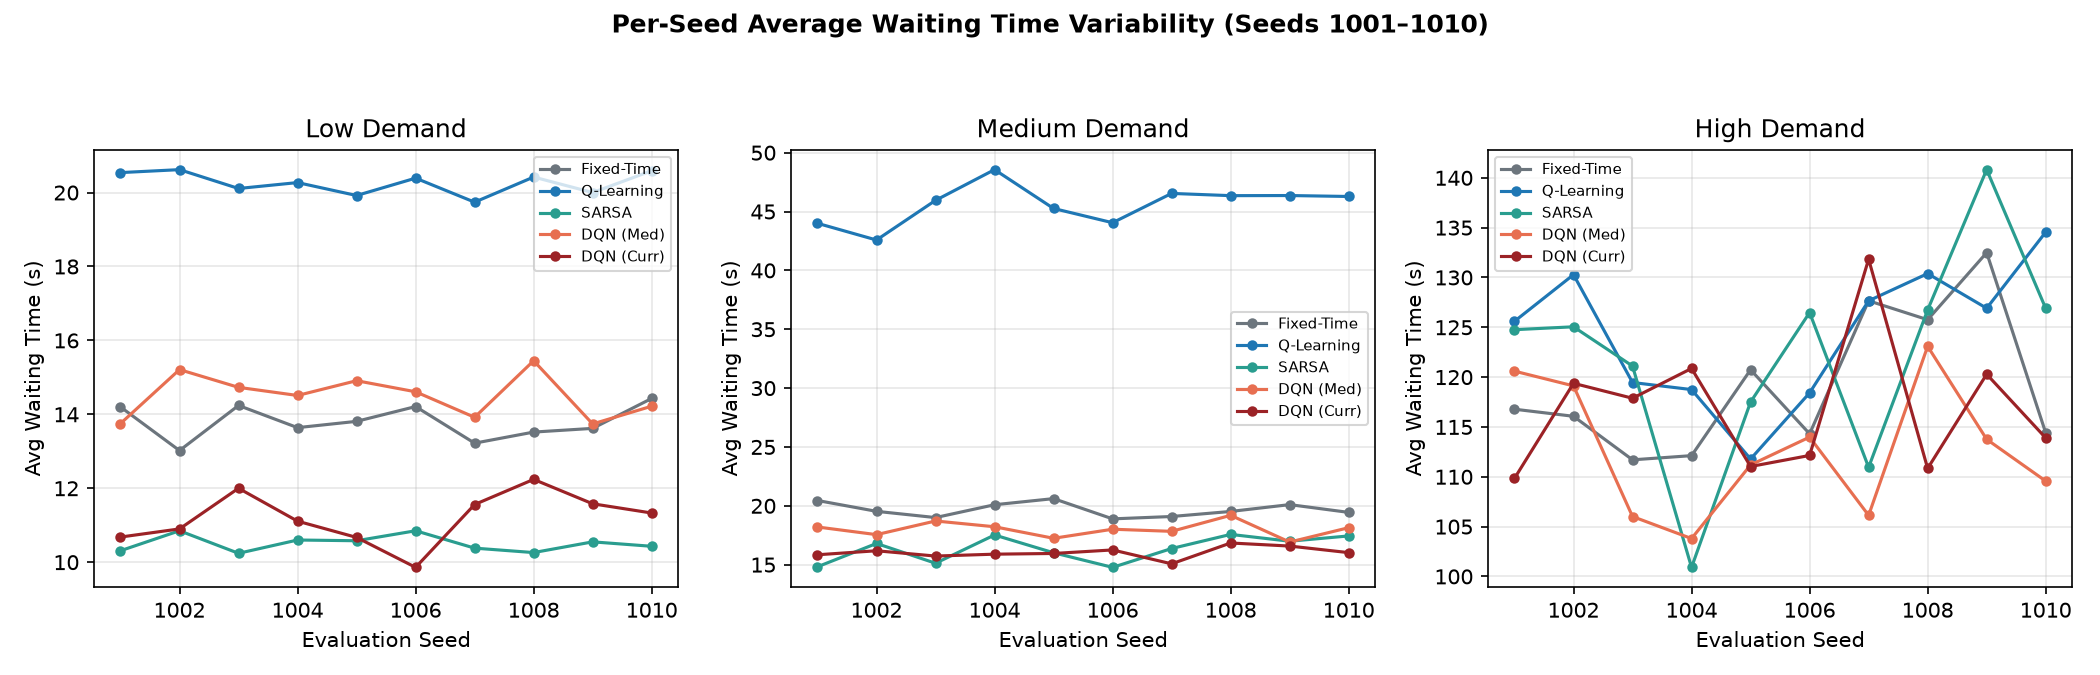 Per-Seed Average Waiting Time Variability (Seeds 1001–1010)
Low Demand
Avg Waiting Time (s)
20
18
16
14
12
10
1002 1004 1006 1008 1010
Evaluation Seed
Fixed-Time
Q-Learning
SARSA
DQN (Med)
DQN (Curr)
Medium Demand
Avg Waiting Time (s)
50
45
40
35
30
25
20
15
1002 1004 1006 1008 1010
Evaluation Seed
Fixed-Time
Q-Learning
SARSA
DQN (Med)
DQN (Curr)
High Demand
Avg Waiting Time (s)
140
135
130
125
120
115
110
105
100
1002 1004 1006 1008 1010
Evaluation Seed
Fixed-Time
Q-Learning
SARSA
DQN (Med)
DQN (Curr)